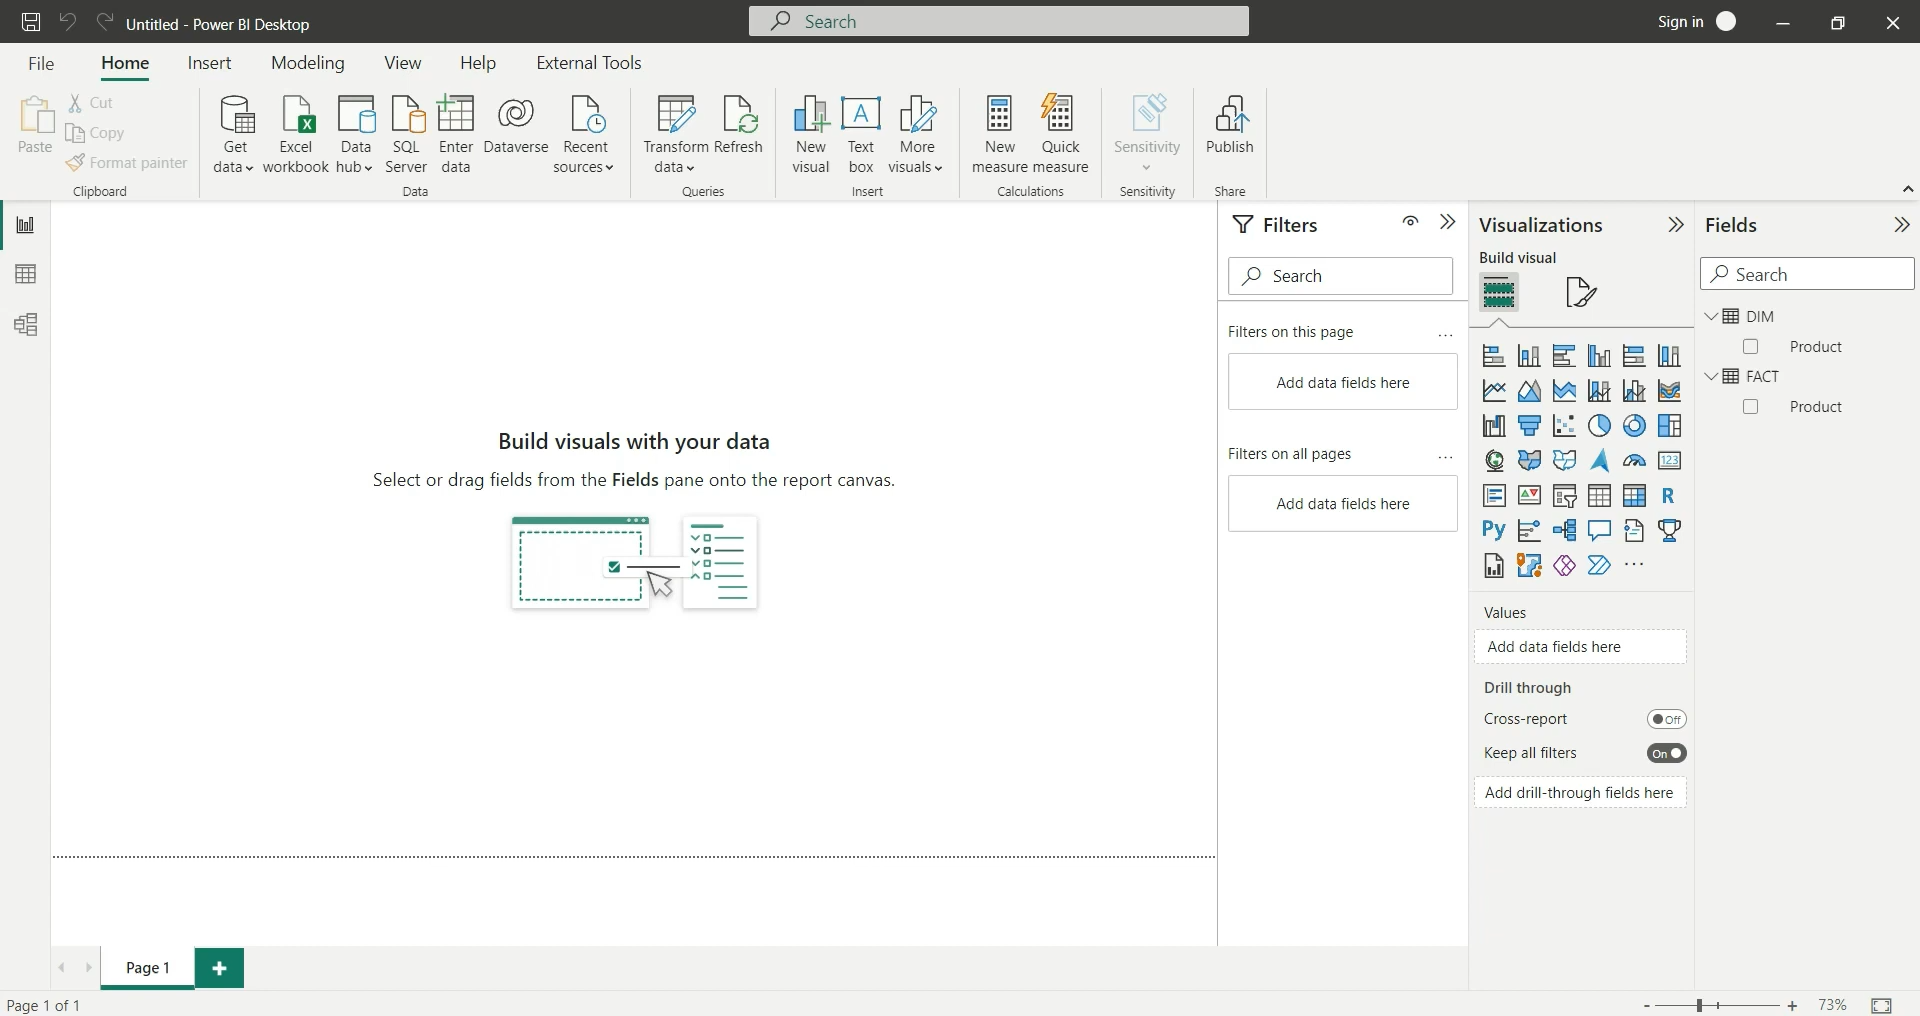 Untitled - Power BI Desktop
Search
Sign in
File
Home
Insert
Modeling
View
Help
External Tools
Paste
Cut
Copy
Format painter
Clipboard
Get
data
Excel
workbook
Data
hub
SQL
Server
Enter
data
Dataverse
Recent
sources
Data
Transform
data
Refresh
Queries
New
visual
Text
box
More
visuals
Insert
New
measure
Quick
measure
Calculations
Sensitivity
Sensitivity
Publish
Share
Build visuals with your data
Select or drag fields from the Fields pane onto the report canvas.
Filters
Search
Filters on this page
...
Add data fields here
Filters on all pages
...
Add data fields here
Visualizations
Build visual
123
R
Py
...
Values
Add data fields here
Drill through
Cross-report
Off
Keep all filters
On
Add drill-through fields here
Fields
Search
DIM
Product
FACT
Product
Page 1
+
Page 1 of 1
- + 73%